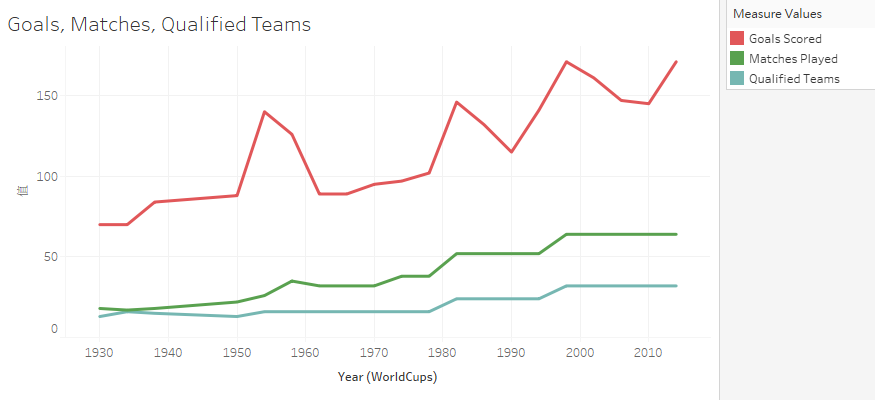 Goals, Matches, Qualified Teams
Measure Values
Goals Scored
Matches Played
Qualified Teams
值
150
100
50
0
1930 1940 1950 1960 1970 1980 1990 2000 2010
Year (WorldCups)